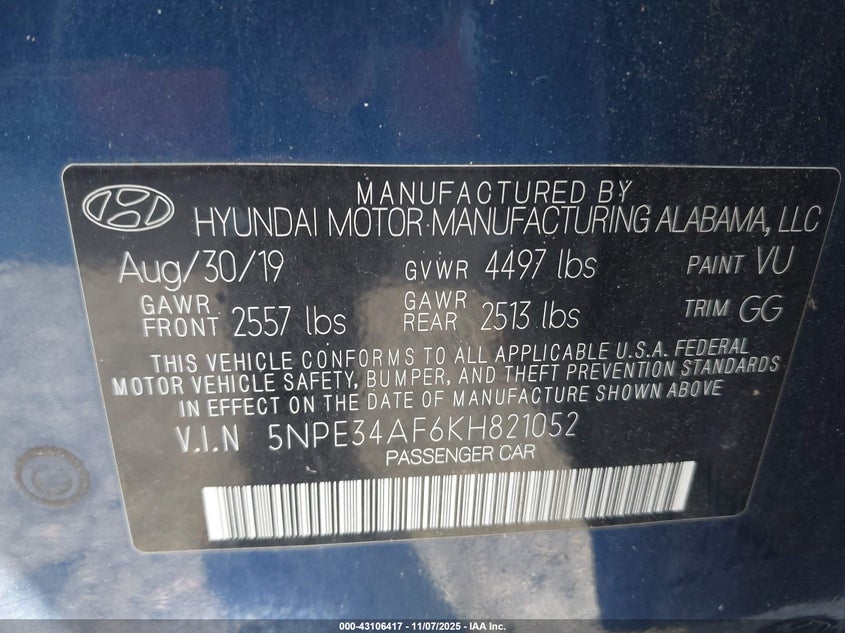 MANUFACTURED BY
HYUNDAI MOTOR MANUFACTURING ALABAMA, LLC
Aug/30/19 GVWR 4497 lbs PAINT VU
GAWR FRONT 2557 lbs GAWR REAR 2513 lbs TRIM GG
THIS VEHICLE CONFORMS TO ALL APPLICABLE U.S.A. FEDERAL
MOTOR VEHICLE SAFETY, BUMPER, AND THEFT PREVENTION STANDARDS
IN EFFECT ON THE DATE OF MANUFACTURE SHOWN ABOVE
V.I.N 5NPE34AF6KH821052
PASSENGER CAR
000-43106417 - 11/07/2025 - IAA Inc.